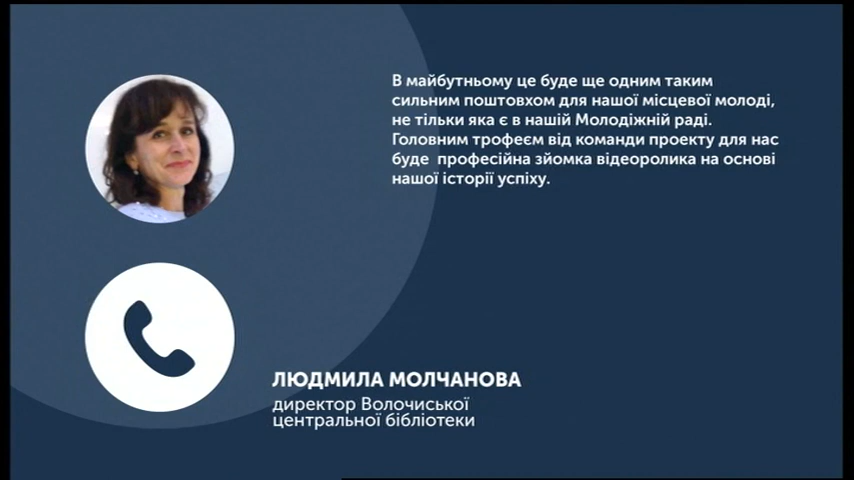 В майбутньому це буде ще одним таким
сильним поштовхом для нашої місцевої молоді,
не тільки яка є в нашій Молодіжній раді.
Головним трофеєм від команди проекту для нас
буде професійна зйомка відеоролика на основі
нашої історії успіху.
ЛЮДМИЛА МОЛЧАНОВА
директор Волочиської
центральної бібліотеки